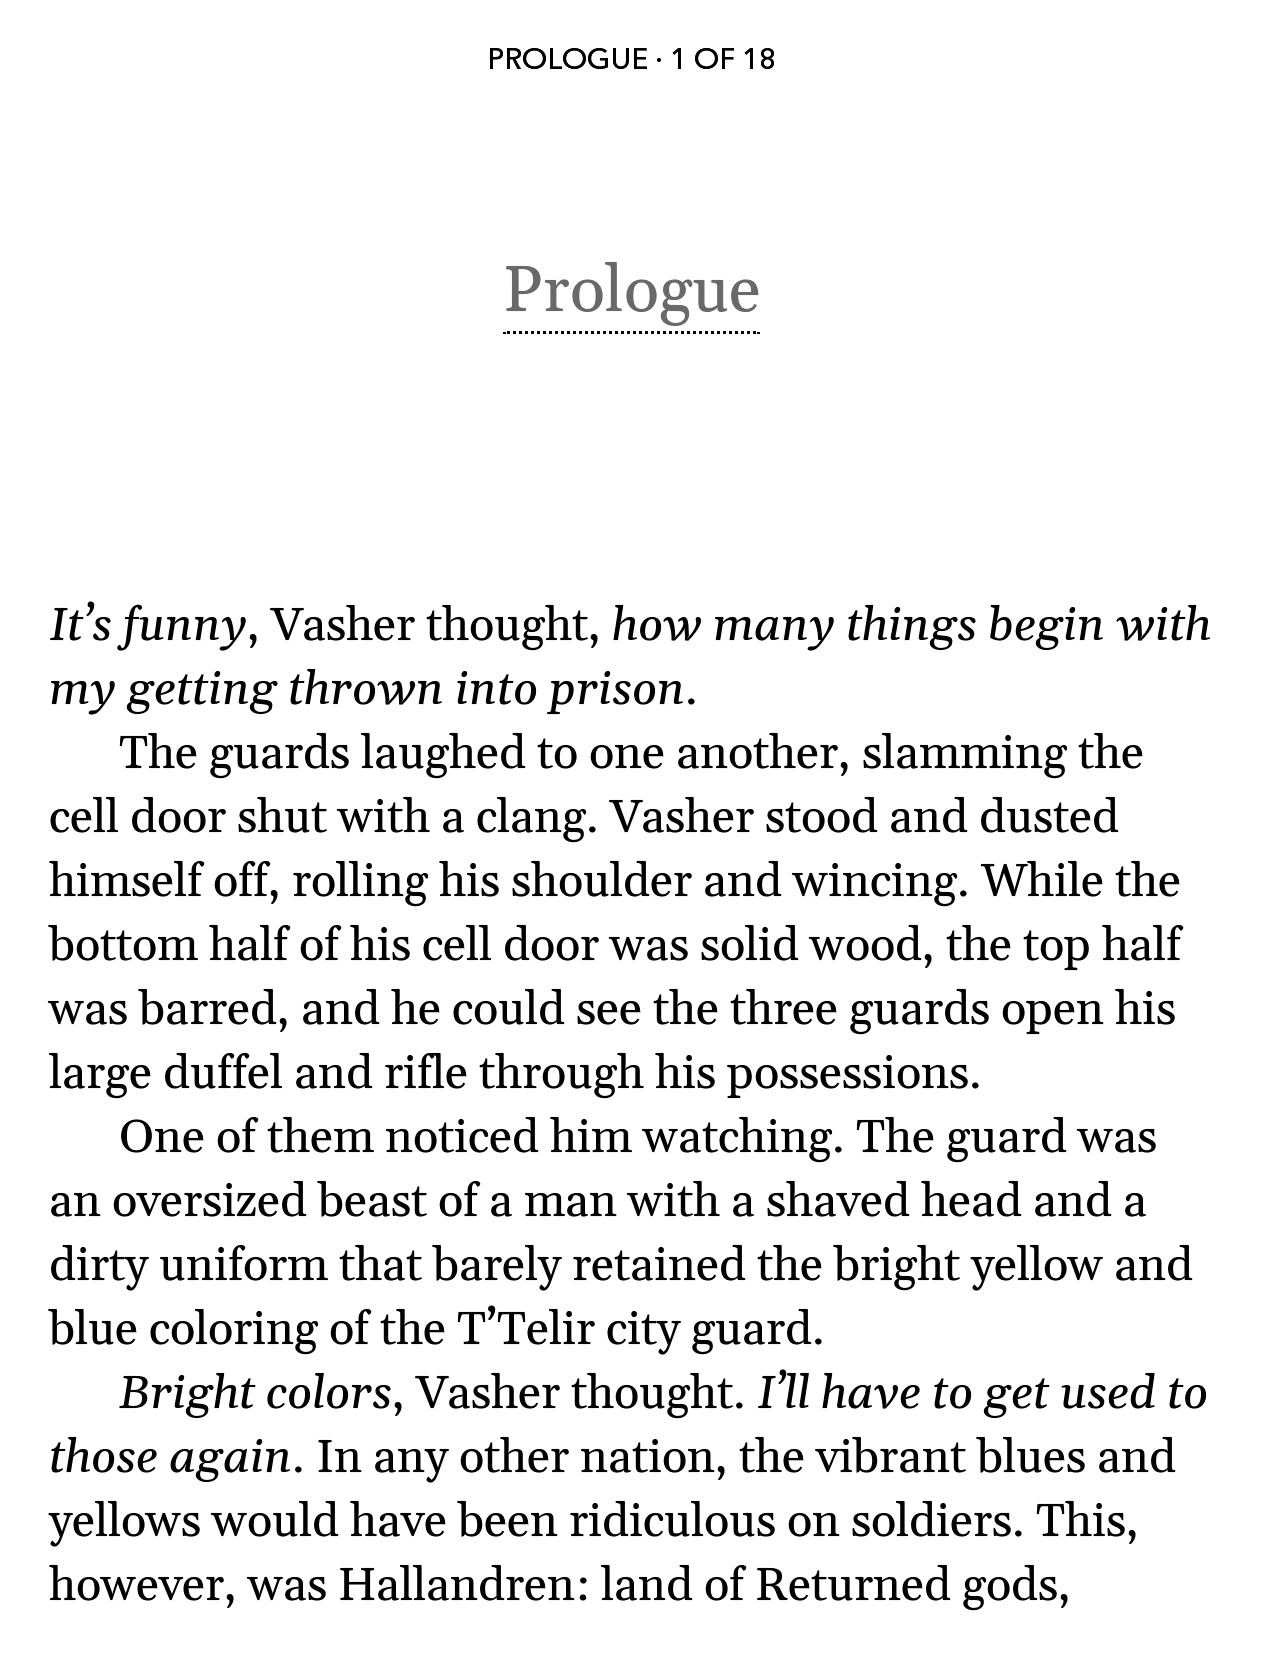 PROLOGUE · 1 OF 18
Prologue
It’s funny, Vasher thought, how many things begin with
my getting thrown into prison.
The guards laughed to one another, slamming the
cell door shut with a clang. Vasher stood and dusted
himself off, rolling his shoulder and wincing. While the
bottom half of his cell door was solid wood, the top half
was barred, and he could see the three guards open his
large duffel and rifle through his possessions.
One of them noticed him watching. The guard was
an oversized beast of a man with a shaved head and a
dirty uniform that barely retained the bright yellow and
blue coloring of the T’Telir city guard.
Bright colors, Vasher thought. I’ll have to get used to
those again. In any other nation, the vibrant blues and
yellows would have been ridiculous on soldiers. This,
however, was Hallandren: land of Returned gods,